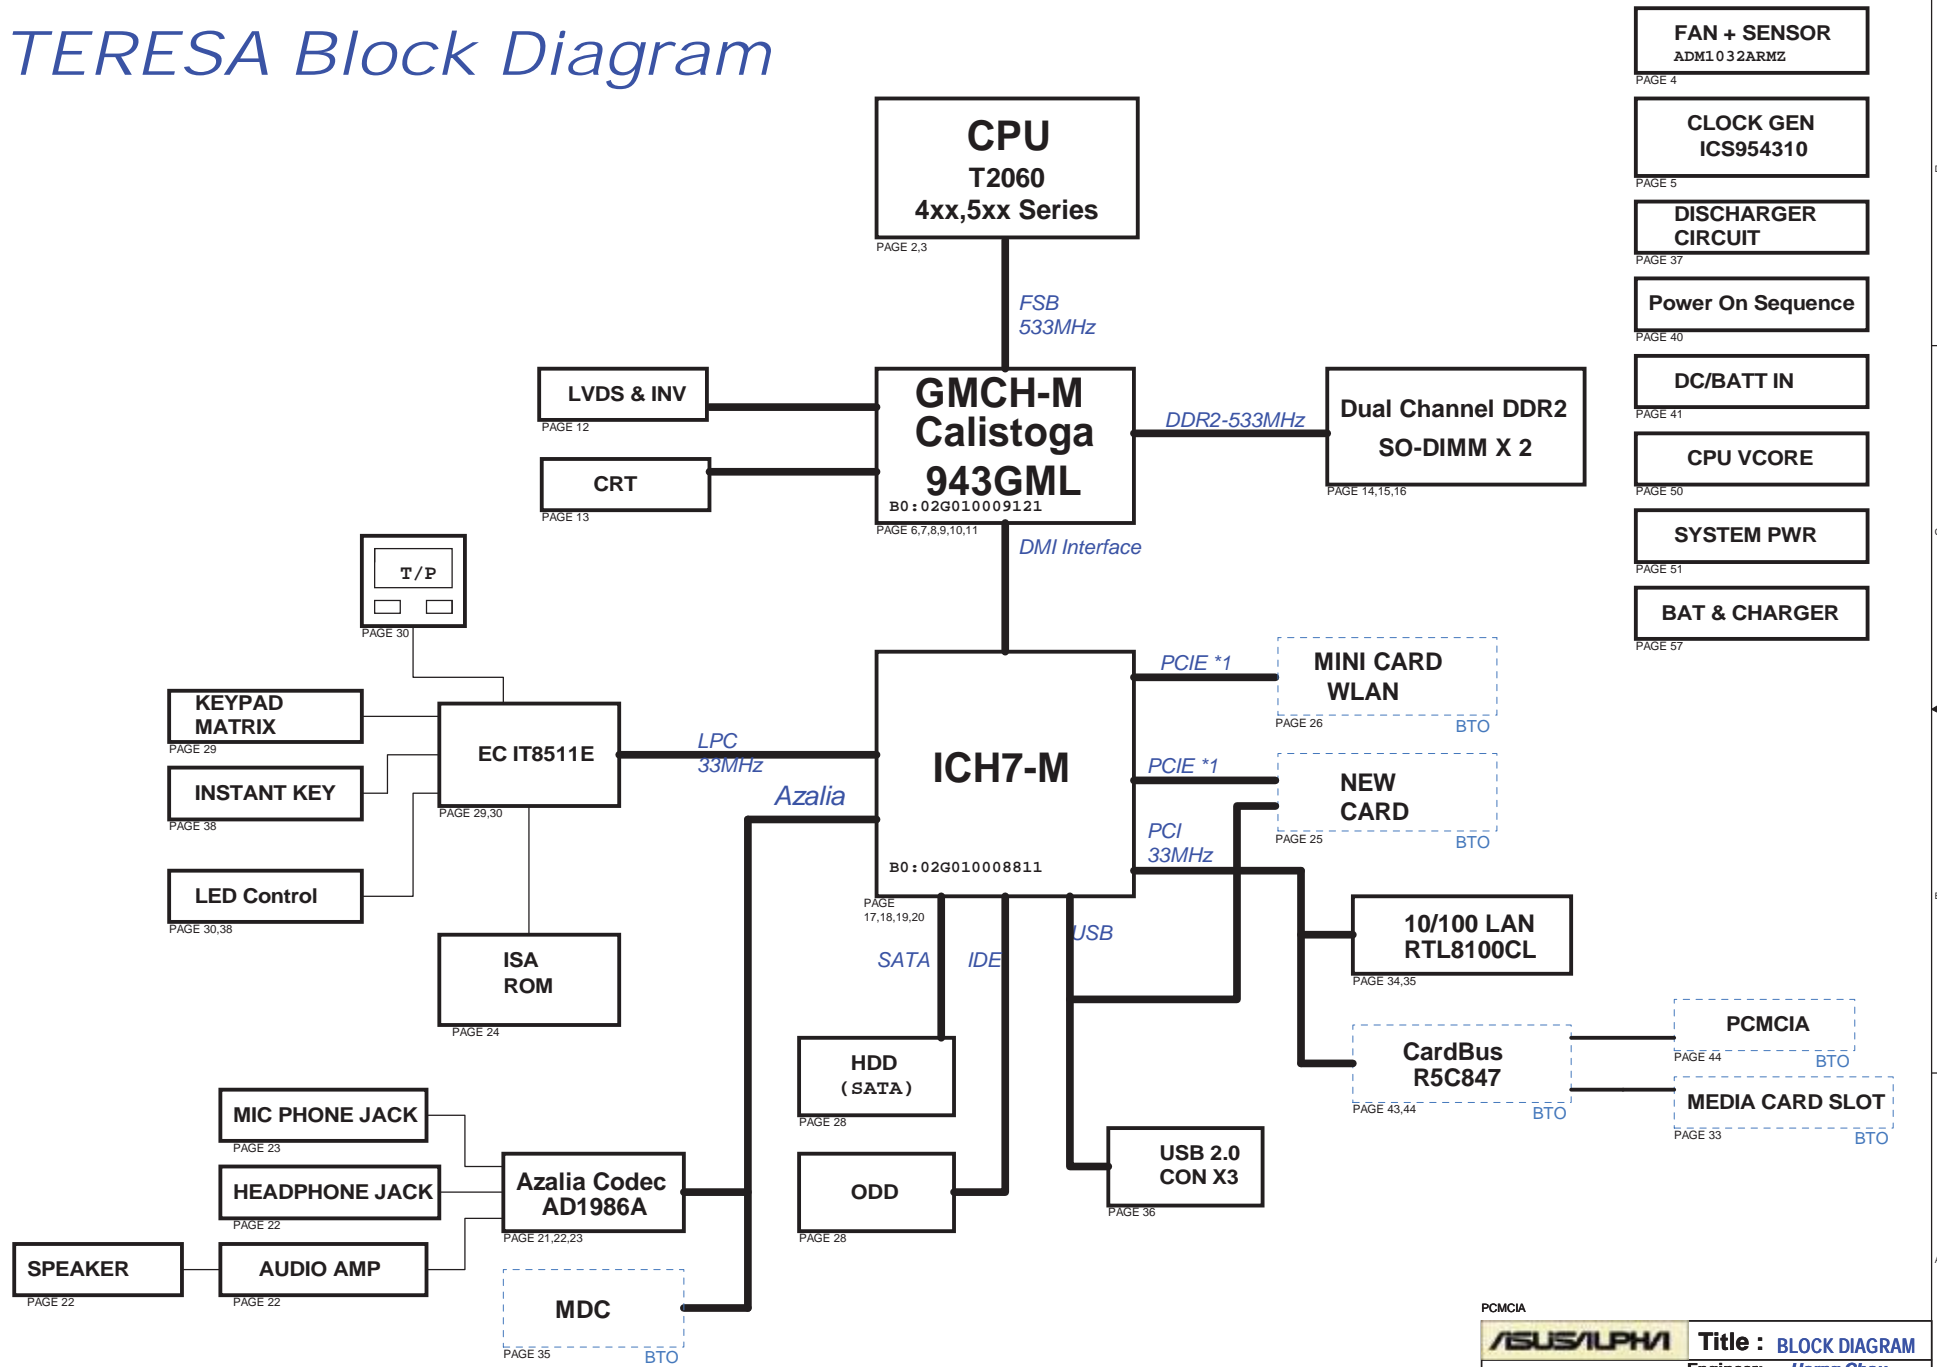 TERESA Block Diagram
FAN + SENSOR
ADM1032ARMZ
PAGE 4
CLOCK GEN
ICS954310
PAGE 5
DISCHARGER
CIRCUIT
PAGE 37
Power On Sequence
PAGE 40
DC/BATT IN
PAGE 41
CPU VCORE
PAGE 50
SYSTEM PWR
PAGE 51
BAT & CHARGER
PAGE 57
CPU
T2060
4xx,5xx Series
PAGE 2,3
FSB
533MHz
LVDS & INV
PAGE 12
CRT
PAGE 13
GMCH-M
Calistoga
943GML
B0:02G010009121
PAGE 6,7,8,9,10,11
DDR2-533MHz
Dual Channel DDR2
SO-DIMM X 2
PAGE 14,15,16
DMI Interface
T/P
PAGE 30
KEYPAD
MATRIX
PAGE 29
INSTANT KEY
PAGE 38
LED Control
PAGE 30,38
EC IT8511E
PAGE 29,30
ISA
ROM
PAGE 24
LPC
33MHz
Azalia
ICH7-M
B0:02G010008811
PAGE
17,18,19,20
PCIE *1
MINI CARD
WLAN
PAGE 26
BTO
PCIE *1
NEW
CARD
PAGE 25
BTO
PCI
33MHz
10/100 LAN
RTL8100CL
PAGE 34,35
CardBus
R5C847
PAGE 43,44
BTO
PCMCIA
PAGE 44
BTO
MEDIA CARD SLOT
PAGE 33
BTO
SATA
IDE
USB
HDD
(SATA)
PAGE 28
ODD
PAGE 28
USB 2.0
CON X3
PAGE 36
MIC PHONE JACK
PAGE 23
HEADPHONE JACK
PAGE 22
SPEAKER
PAGE 22
AUDIO AMP
PAGE 22
Azalia Codec
AD1986A
PAGE 21,22,23
MDC
PAGE 35
BTO
PCMCIA
ASUSALPHA
Title : BLOCK DIAGRAM